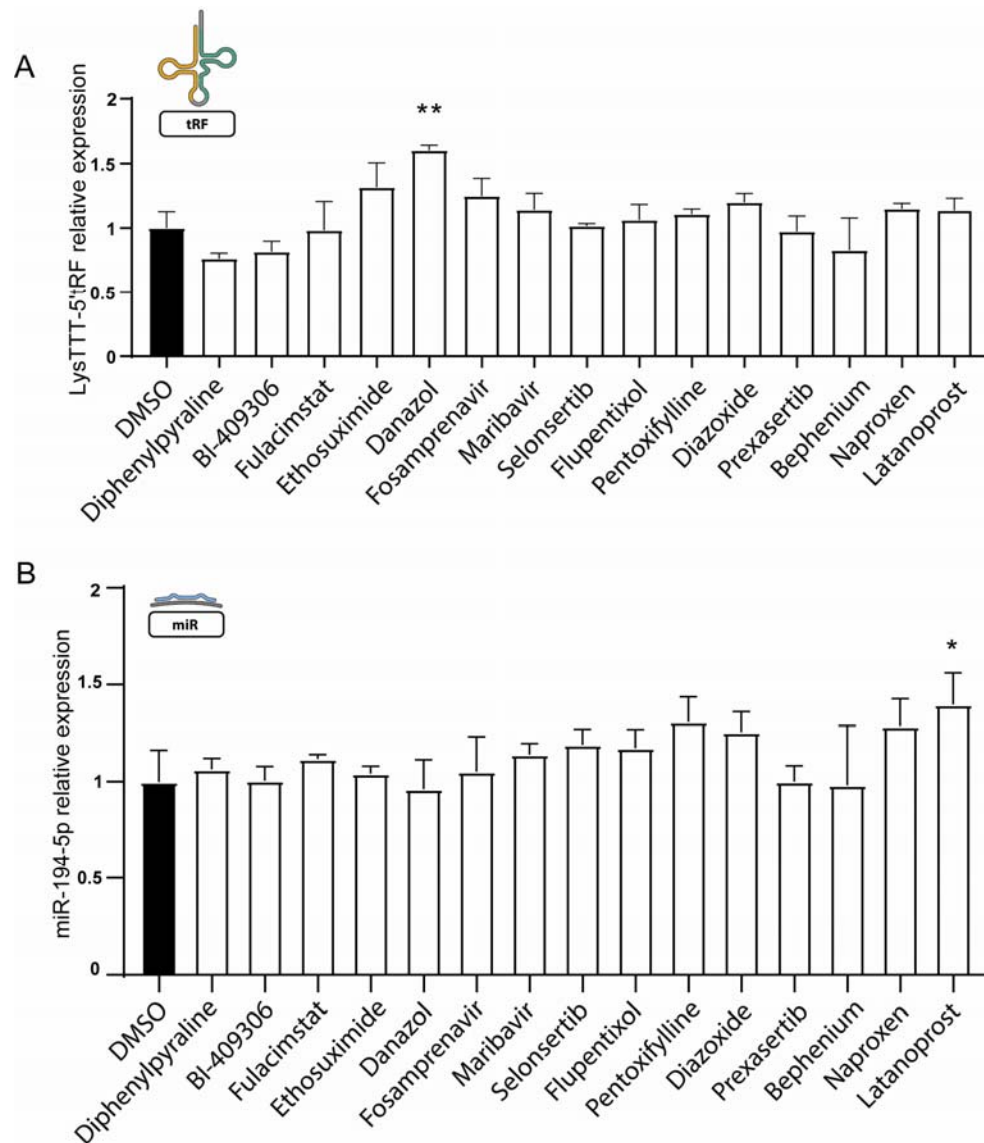 A
tRF
LysTTT-5'tRF relative expression
2
1.5
1
0.5
0
**
DMSO
Diphenylpyraline
BI-409306
Fulacimstat
Ethosuximide
Danazol
Fosamprenavir
Maribavir
Selonsertib
Flupentixol
Pentoxifylline
Diazoxide
Prexasertib
Bephenium
Naproxen
Latanoprost
B
miR
miR-194-5p relative expression
2
1.5
1
0.5
0
*
DMSO
Diphenylpyraline
BI-409306
Fulacimstat
Ethosuximide
Danazol
Fosamprenavir
Maribavir
Selonsertib
Flupentixol
Pentoxifylline
Diazoxide
Prexasertib
Bephenium
Naproxen
Latanoprost